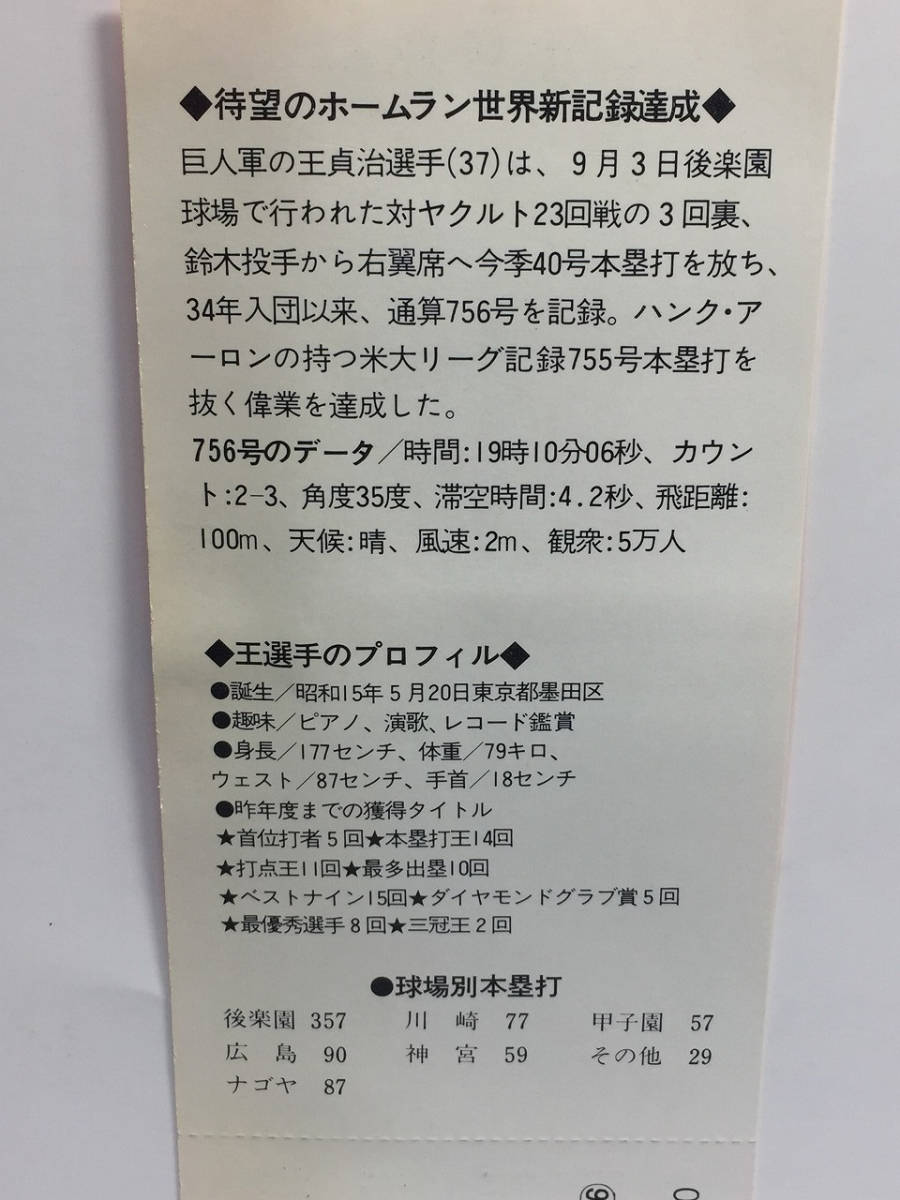 ◆待望のホームラン世界新記録達成◆
巨人軍の王貞治選手(37)は、9月3日後楽園
球場で行われた対ヤクルト23回戦の3回裏、
鈴木投手から右翼席へ今季40号本塁打を放ち、
34年入団以来、通算756号を記録。ハンク・ア
ーロンの持つ米大リーグ記録755号本塁打を
抜く偉業を達成した。
756号のデータ/時間:19時10分06秒、カウン
ト:2-3、角度35度、滞空時間:4.2秒、飛距離:
100m、天候:晴、風速:2m、観衆:5万人
◆王選手のプロフィル◆
●誕生/昭和15年5月20日東京都墨田区
●趣味/ピアノ、演歌、レコード鑑賞
●身長/177センチ、体重/79キロ、
ウェスト/87センチ、手首/18センチ
●昨年度までの獲得タイトル
★首位打者5回★本塁打王14回
★打点王11回★最多出塁10回
★ベストナイン15回★ダイヤモンドグラブ賞5回
★最優秀選手8回★三冠王2回
●球場別本塁打
後楽園 357 川崎 77 甲子園 57
広島 90 神宮 59 その他 29
ナゴヤ 87